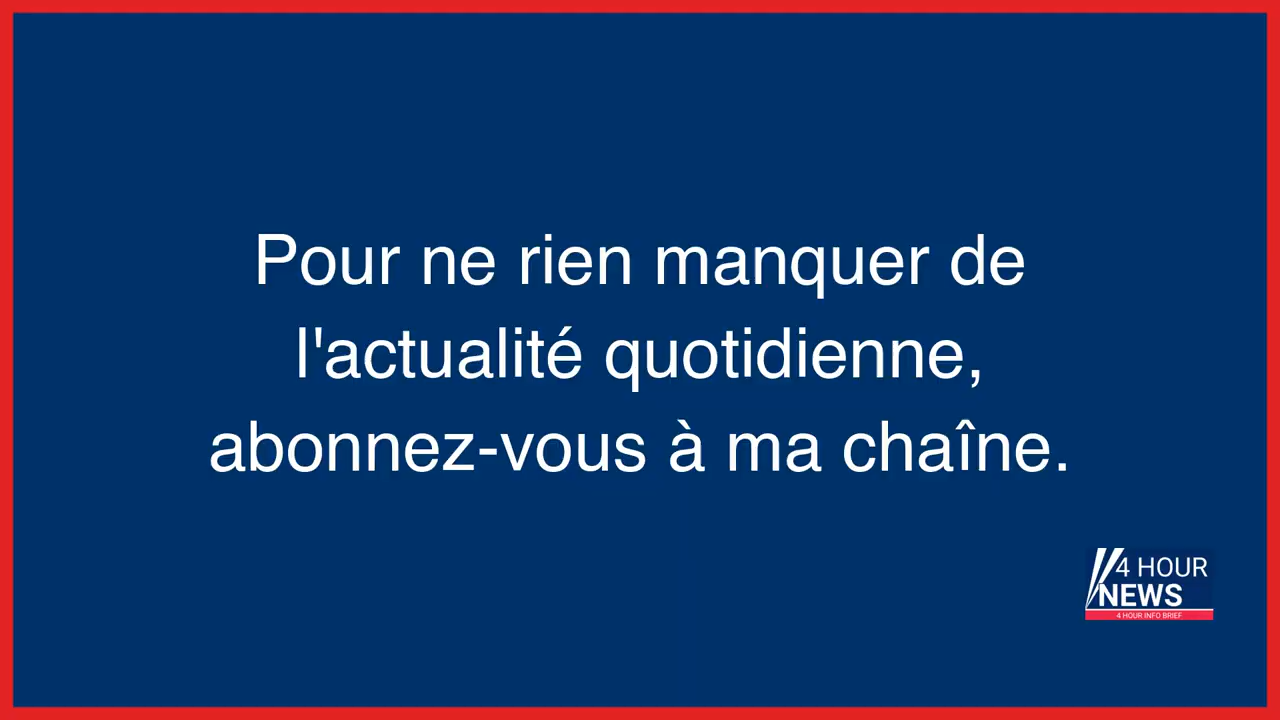 Pour ne rien manquer de
l'actualité quotidienne,
abonnez-vous à ma chaîne.
4 HOUR
NEWS
4 HOUR INFO BRIEF